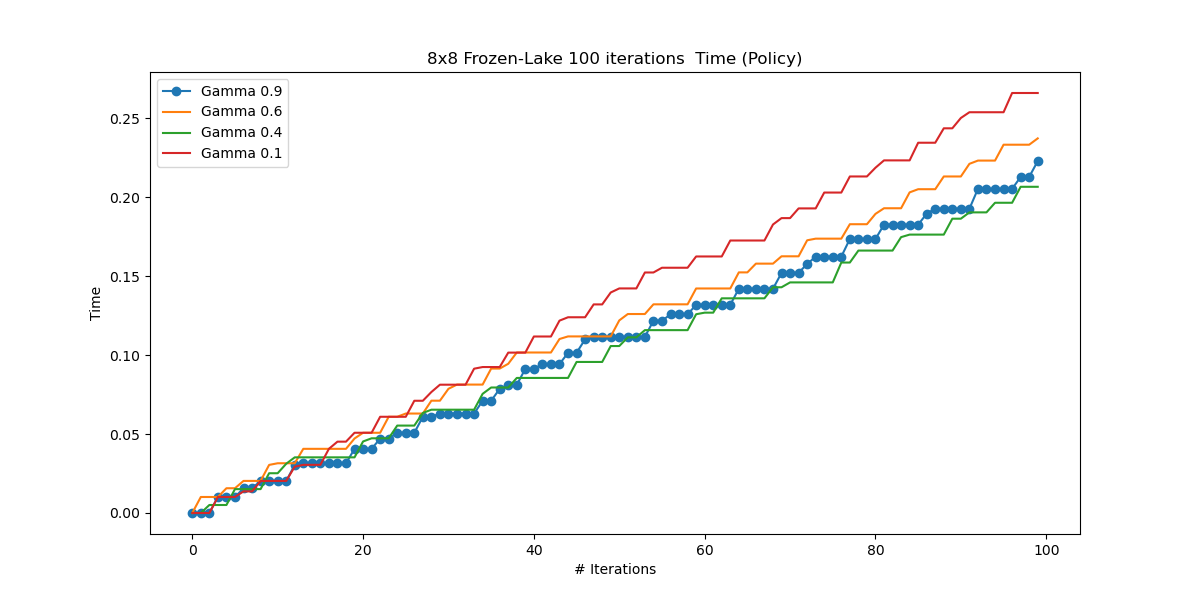 8x8 Frozen-Lake 100 iterations  Time (Policy)
Gamma 0.9
Gamma 0.6
Gamma 0.4
Gamma 0.1
0.25
0.20
0.15
0.10
0.05
0.00
Time
0 20 40 60 80 100
# Iterations